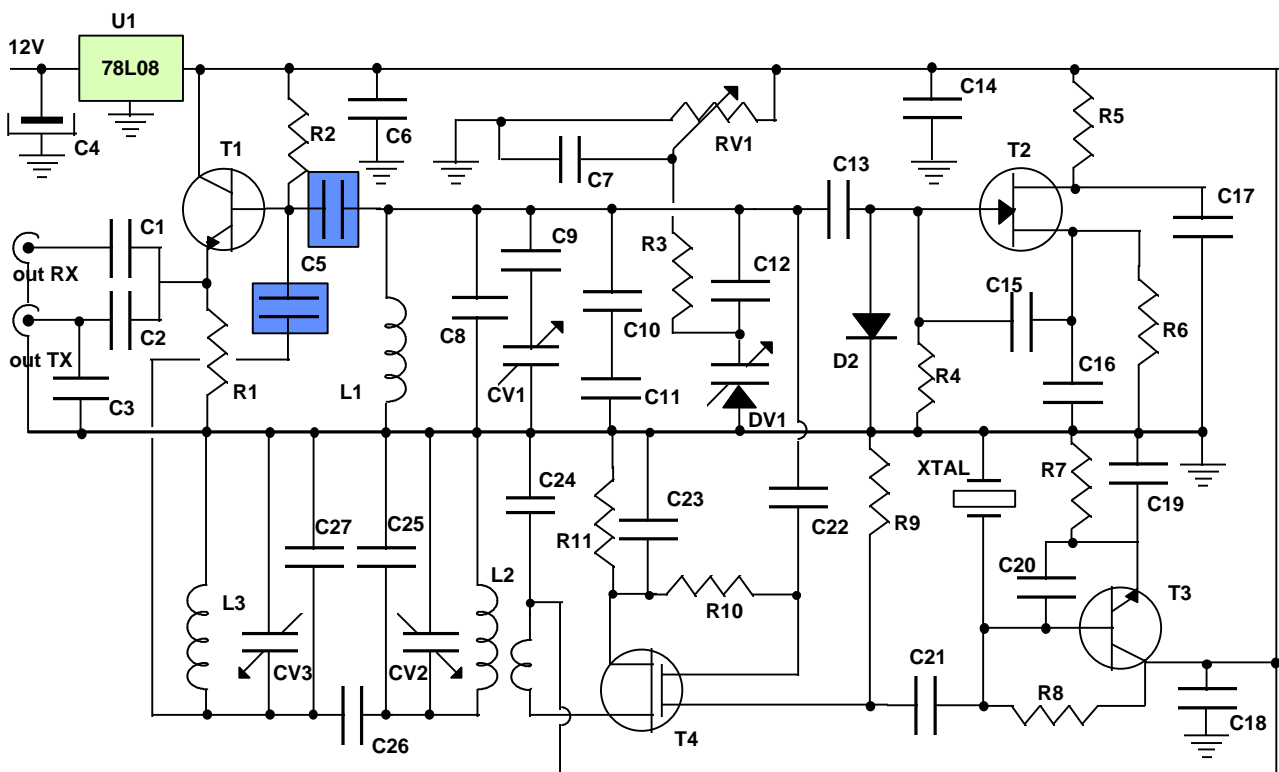 U1
12V
78L08
C4
T1
R2
C6
RV1
C7
C14
R5
T2
C13
C17
C1
out RX
C5
C9
R3
C12
C15
R6
C2
out TX
C8
C10
D2
R4
C16
C3
R1
L1
CV1
C11
DV1
XTAL
R7
C24
C23
C19
C27
C25
R11
C22
R9
C20
L3
L2
R10
T3
CV3
CV2
C21
R8
C26
T4
C18